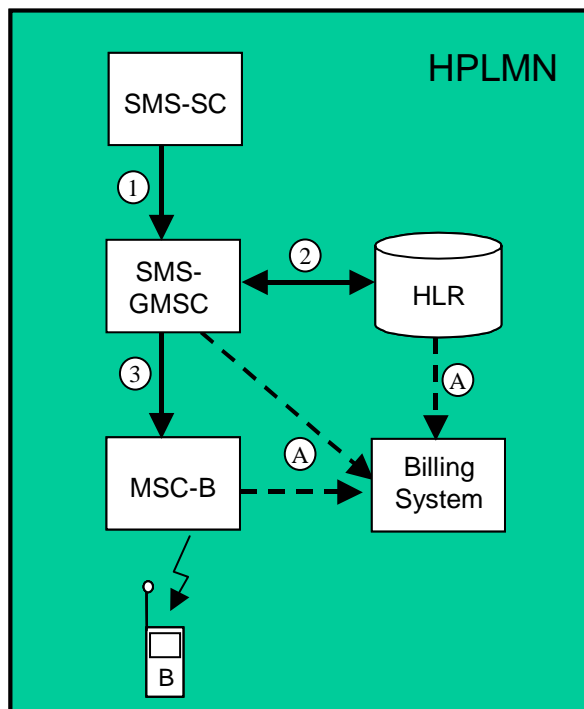 HPLMN
SMS-SC
1
SMS-
GMSC
2
HLR
3
A
A
MSC-B
Billing
System
B